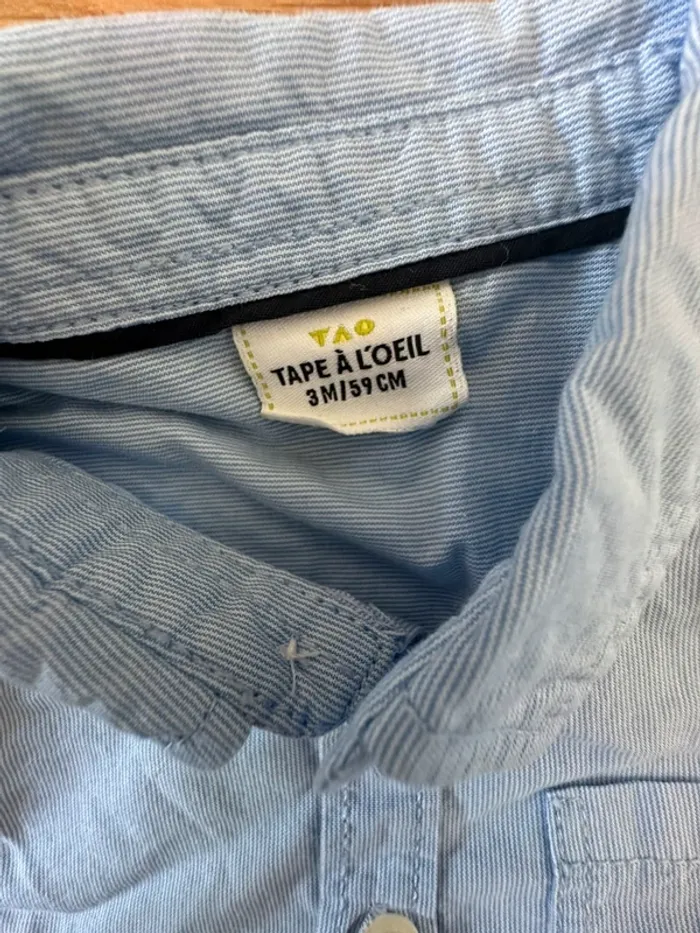 TAO
TAPE À L'OEIL
3M/59CM